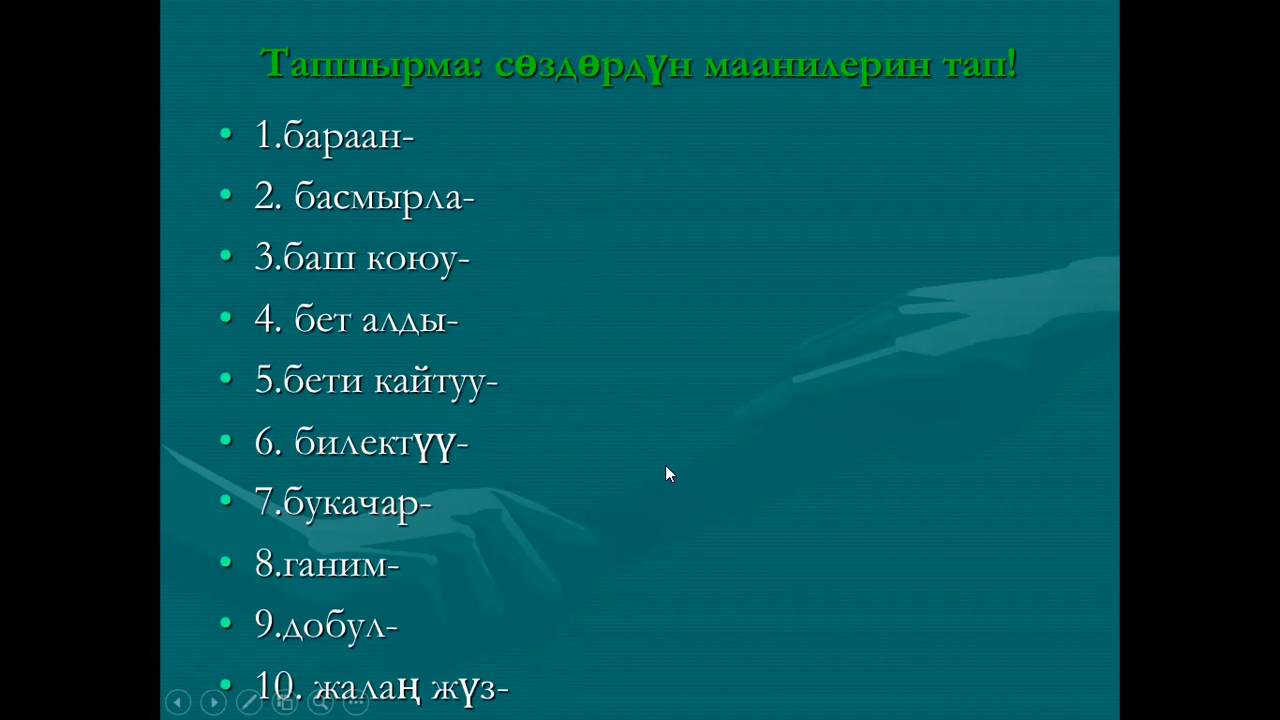 Тапшырма: сөздөрдүн маанилерин тап!
• 1.бараан-
• 2. басмырла-
• 3.баш коюу-
• 4. бет алды-
• 5.бети кайтуу-
• 6. билектүү-
• 7.букачар-
• 8.ганим-
• 9.добул-
• 10. жалаң жүз-